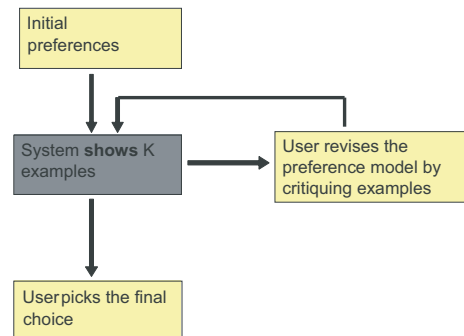 Initial
preferences
System shows K
examples
User revises the
preference model by
critiquing examples
Userpicks the final
choice